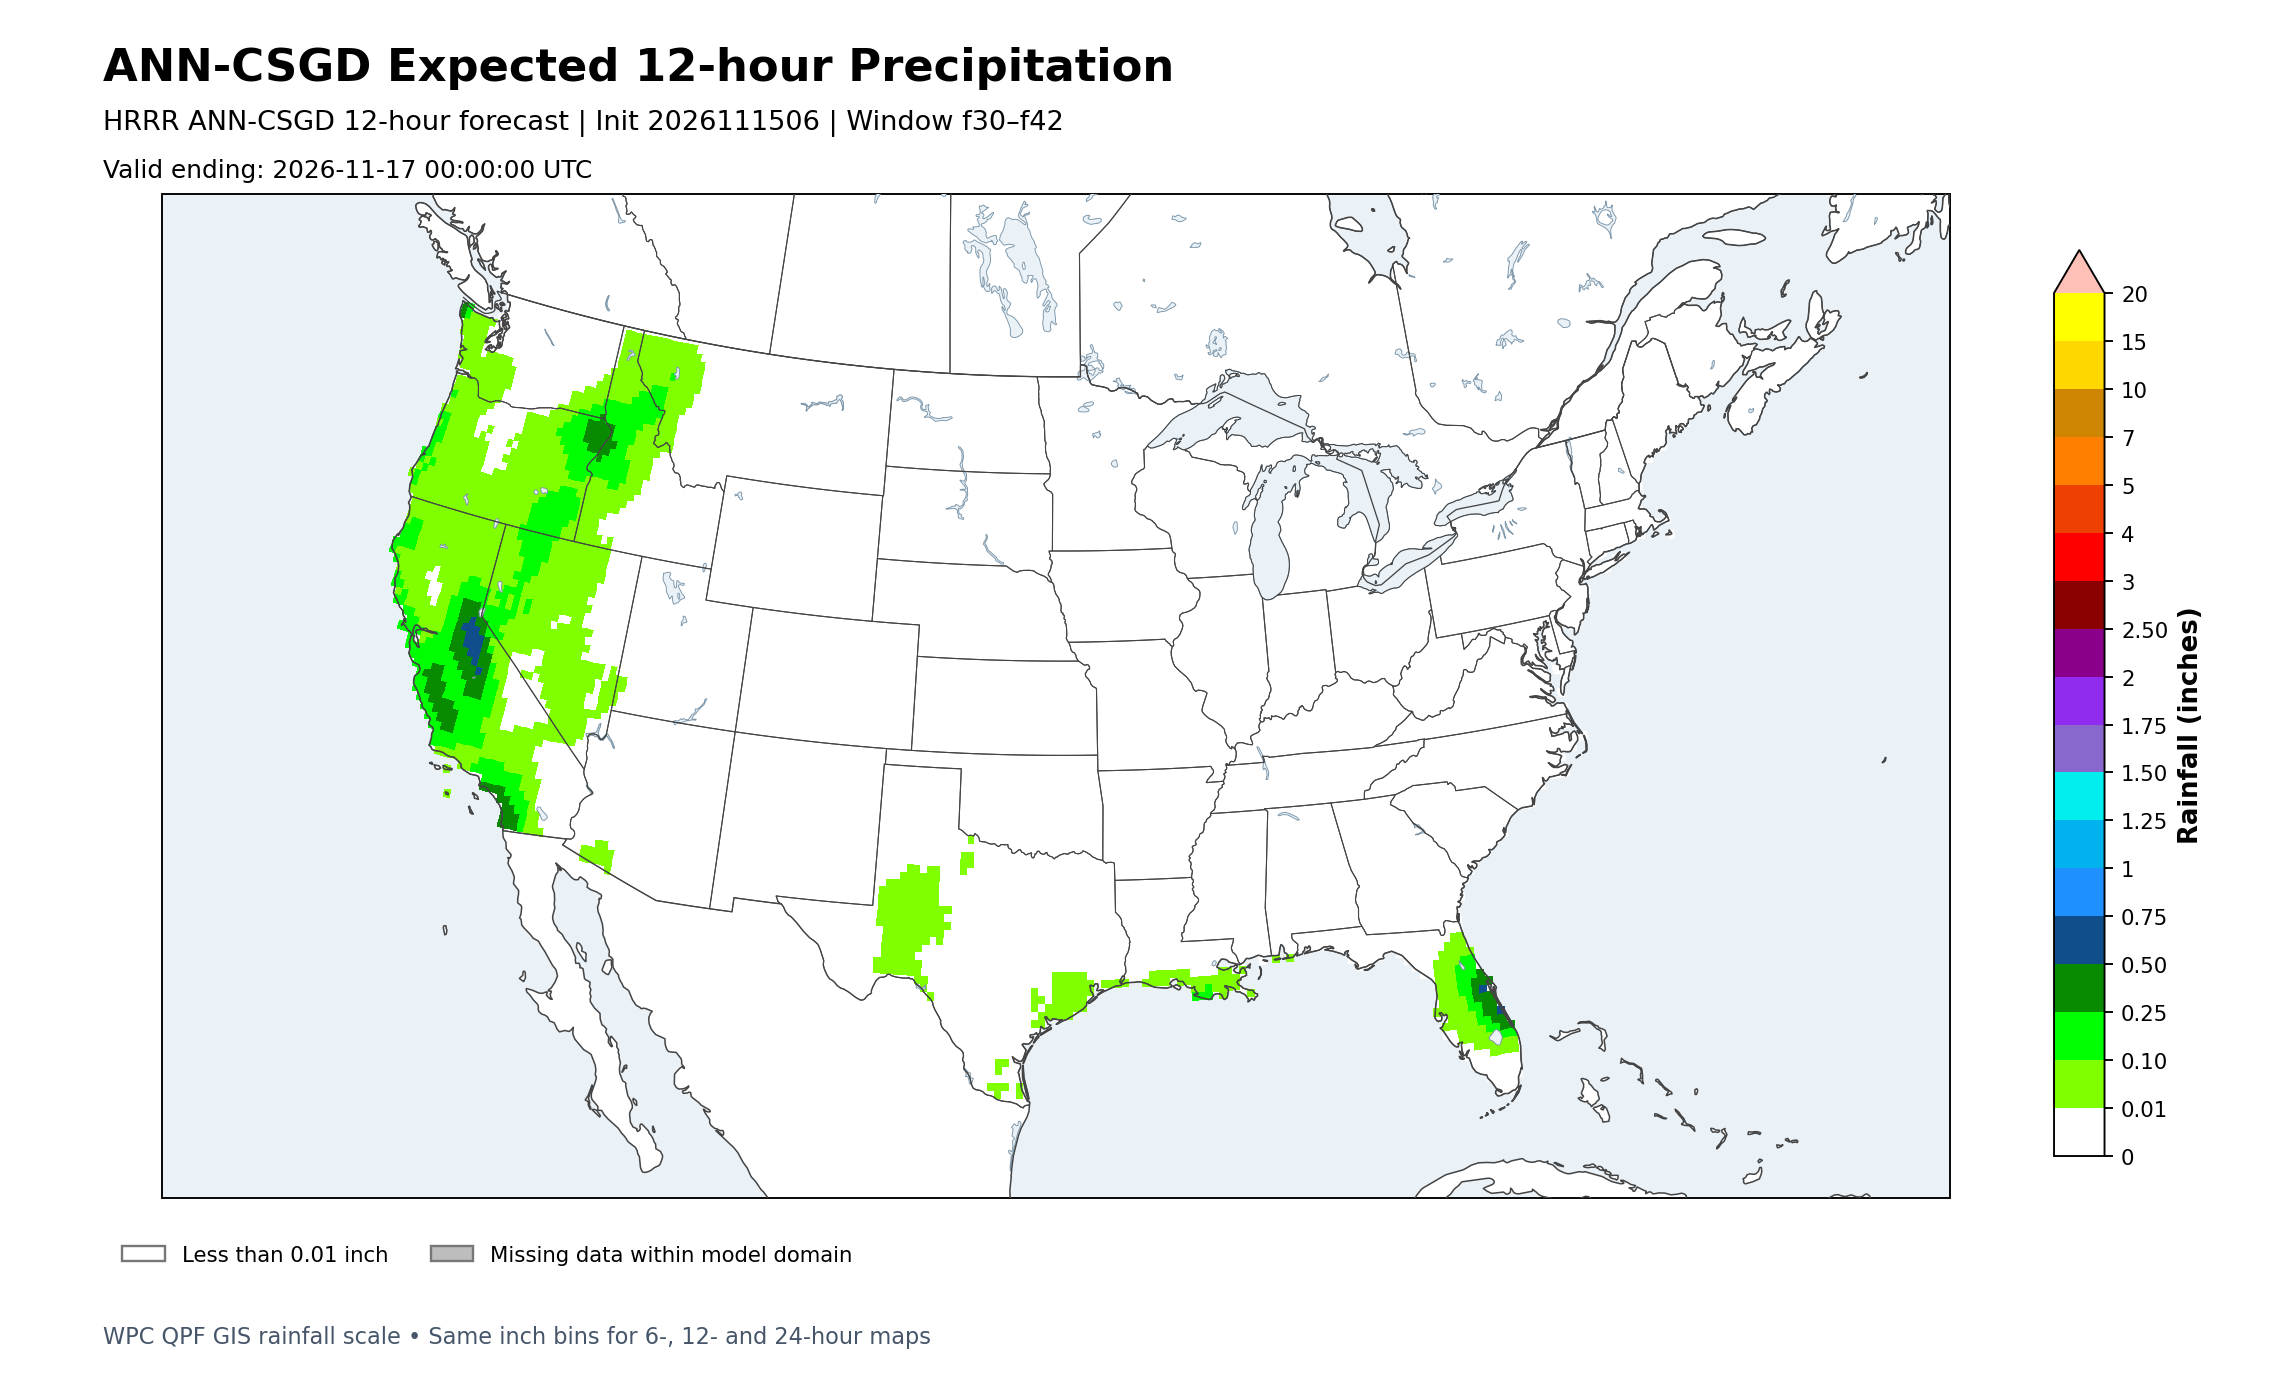 ANN-CSGD Expected 12-hour Precipitation
HRRR ANN-CSGD 12-hour forecast | Init 2026111506 | Window f30–f42
Valid ending: 2026-11-17 00:00:00 UTC
20
15
10
7
5
4
3
2.50
2
1.75
1.50
1.25
1
0.75
0.50
0.25
0.10
0.01
0
Rainfall (inches)
Less than 0.01 inch
Missing data within model domain
WPC QPF GIS rainfall scale • Same inch bins for 6-, 12- and 24-hour maps